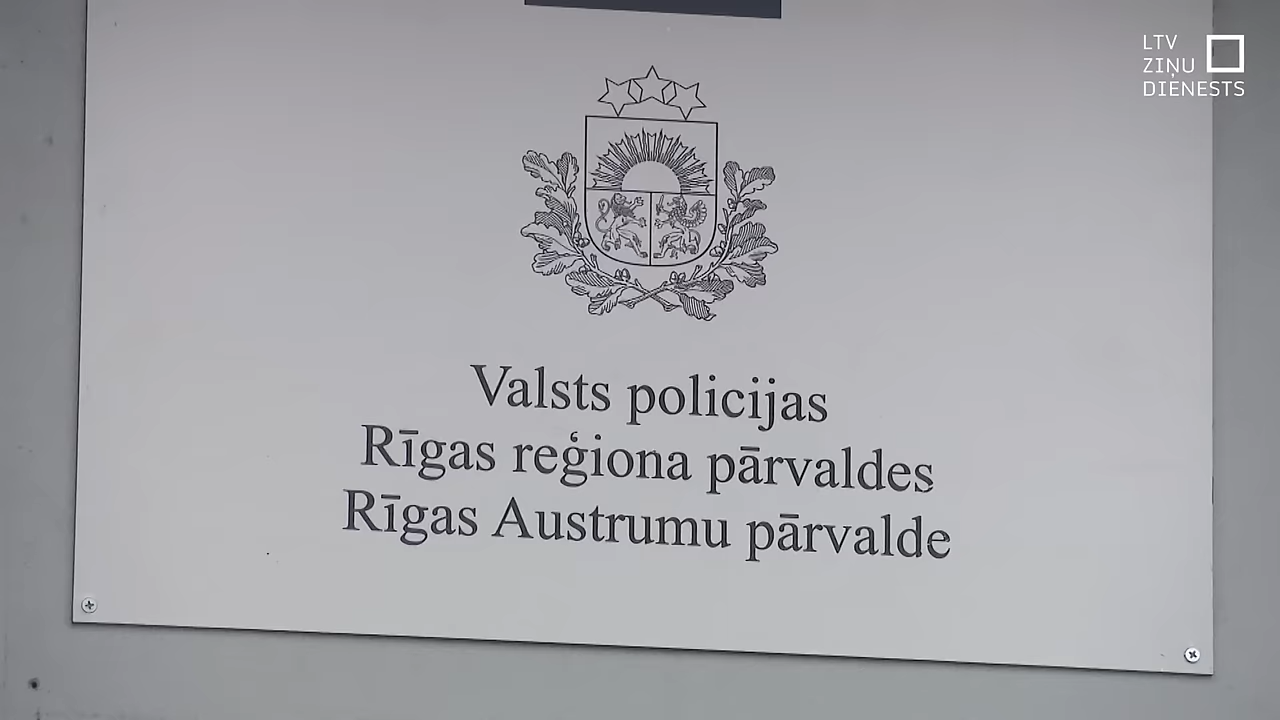 LTV
ZIŅU
DIENESTS
Valsts policijas
Rīgas reģiona pārvaldes
Rīgas Austrumu pārvalde